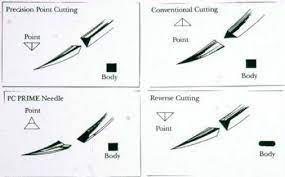 Precision Point Cutting
Point
Body
Conventional Cutting
Point
Body
PC PRIME Needle
Point
Body
Reverse Cutting
Point
Body